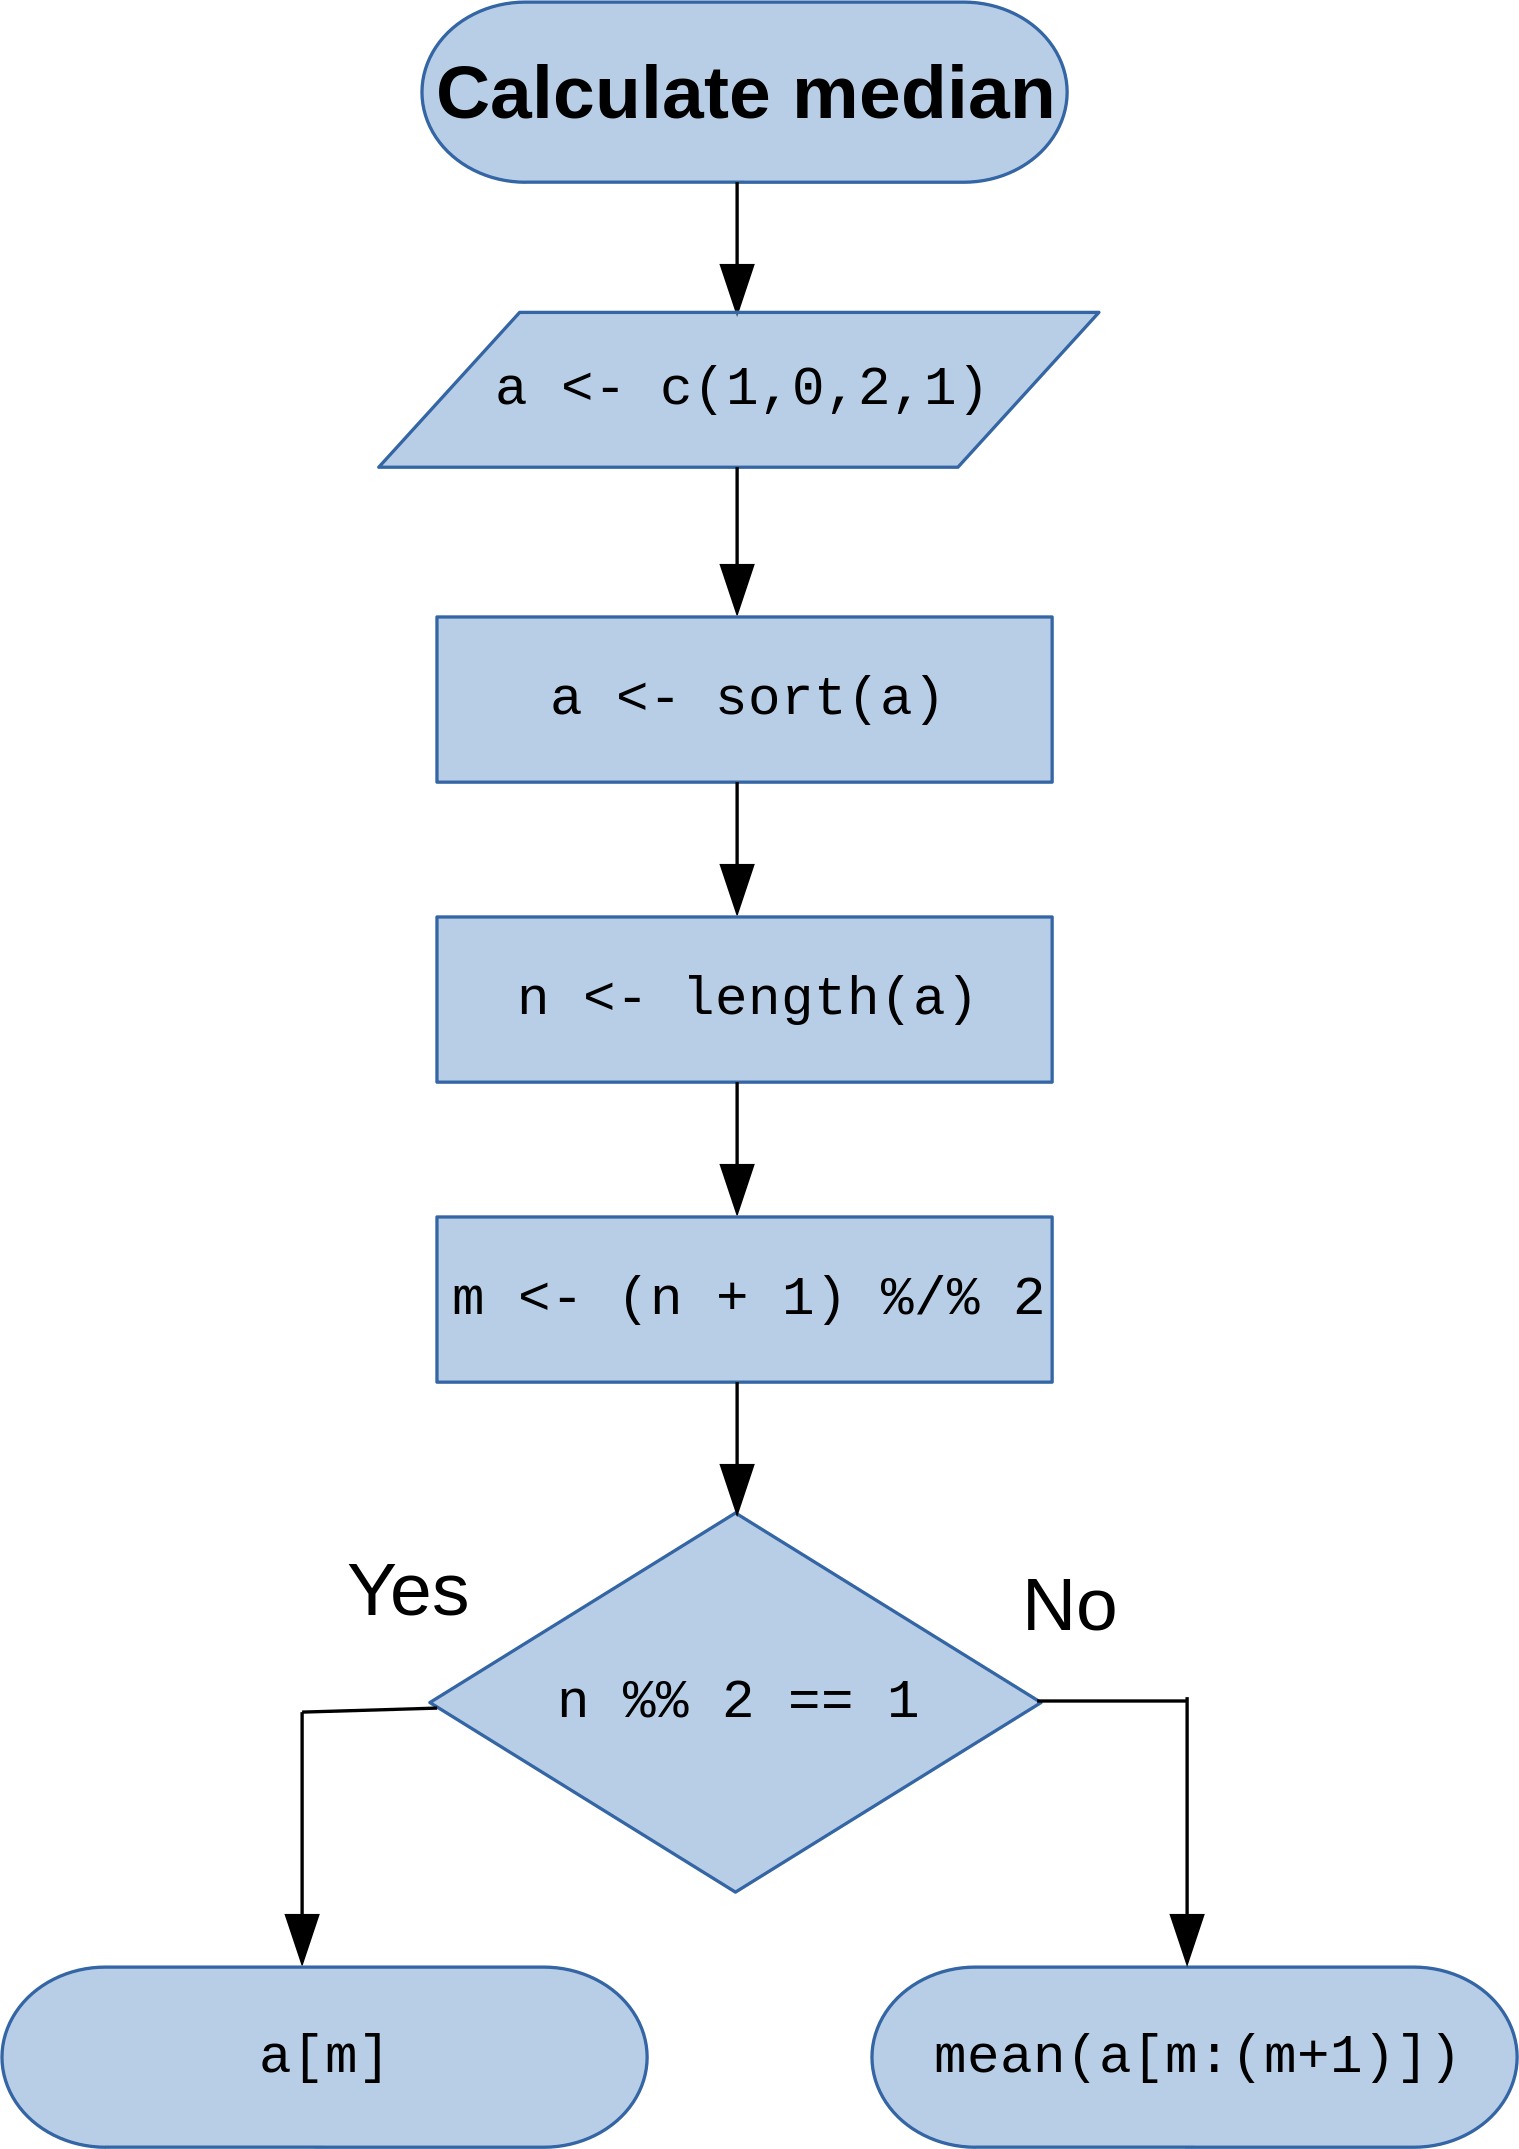 Calculate median
a <- c(1,0,2,1)
a <- sort(a)
n <- length(a)
m <- (n + 1) %/% 2
Yes
No
n %% 2 == 1
a[m]
mean(a[m:(m+1)])